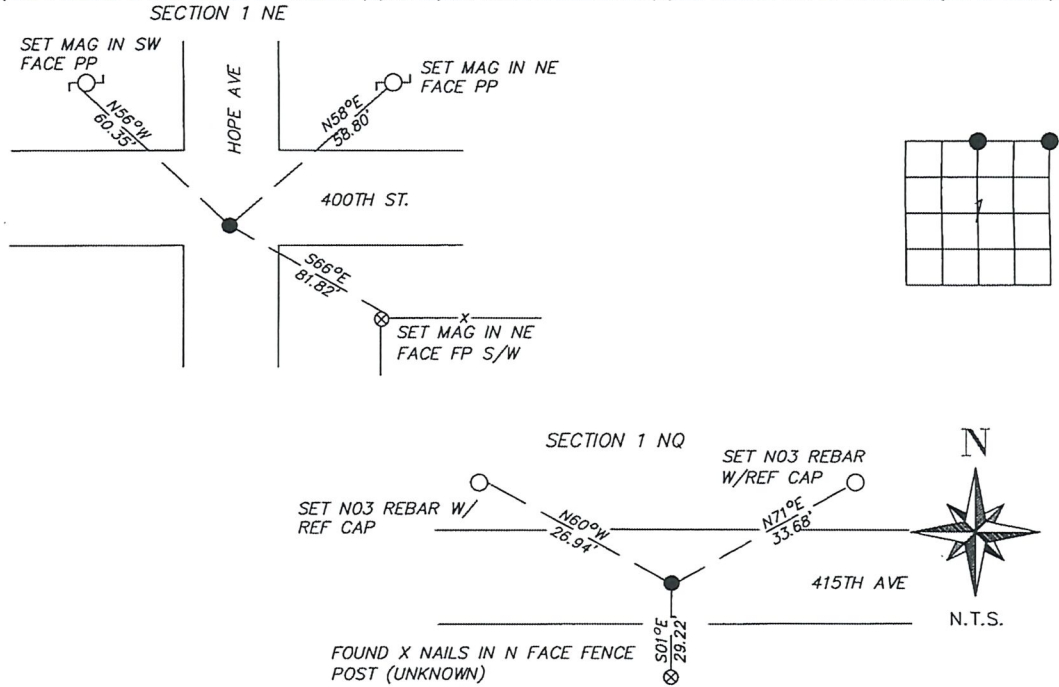 SECTION 1 NE
SET MAG IN SW
FACE PP
SET MAG IN NE
FACE PP
HOPE AVE
N56°W
60.35'
N58°E
58.80'
400TH ST.
S66°E
81.82'
x
SET MAG IN NE
FACE FP S/W
1
SECTION 1 NQ
N
SET NO3 REBAR
W/REF CAP
SET NO3 REBAR W/
REF CAP
N60°W
26.94'
N71°E
33.68'
415TH AVE
N.T.S.
S01°E
29.22'
FOUND X NAILS IN N FACE FENCE
POST (UNKNOWN)